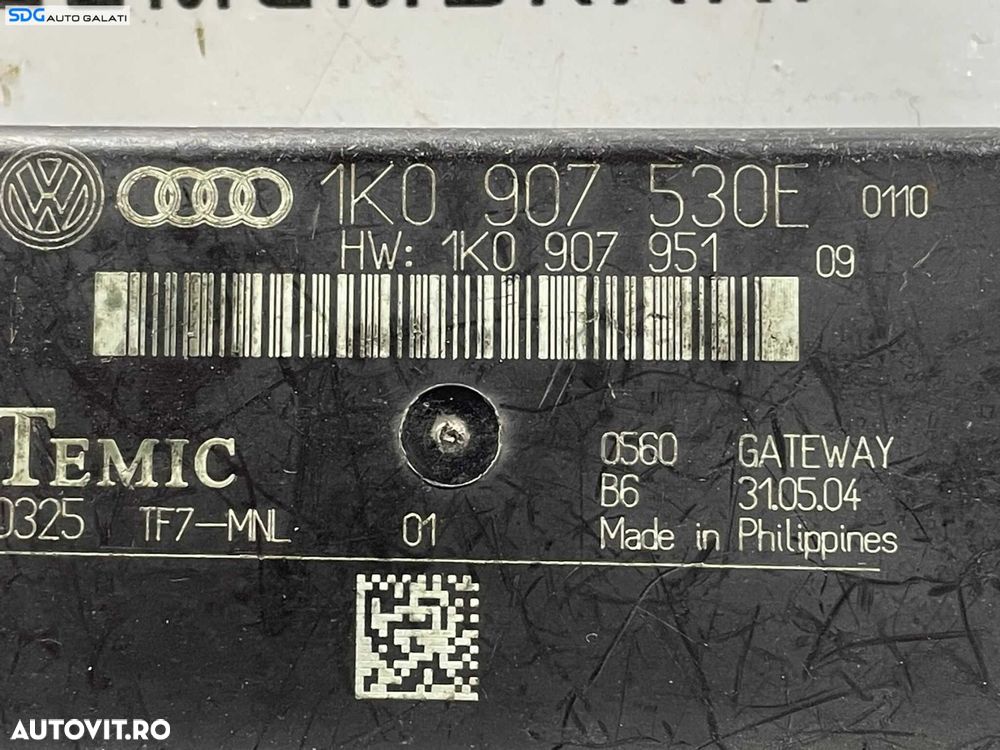 SDG AUTO GALATI
1K0 907 530E 0110
HW: 1K0 907 951 09
TEMIC
0560 GATEWAY
B6 31.05.04
0325 TF7-MNL 01 Made in Philippines
AUTOVIT.RO